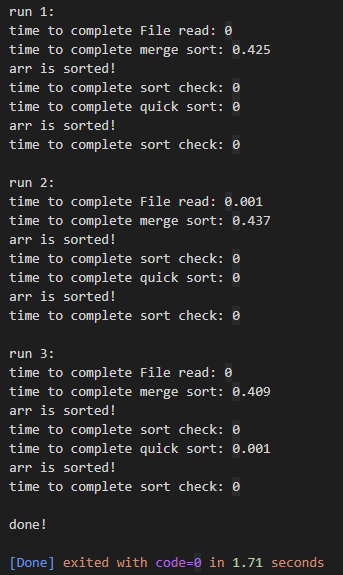 run 1:
time to complete File read: 0
time to complete merge sort: 0.425
arr is sorted!
time to complete sort check: 0
time to complete quick sort: 0
arr is sorted!
time to complete sort check: 0

run 2:
time to complete File read: 0.001
time to complete merge sort: 0.437
arr is sorted!
time to complete sort check: 0
time to complete quick sort: 0
arr is sorted!
time to complete sort check: 0

run 3:
time to complete File read: 0
time to complete merge sort: 0.409
arr is sorted!
time to complete sort check: 0
time to complete quick sort: 0.001
arr is sorted!
time to complete sort check: 0

done!

[Done] exited with code=0 in 1.71 seconds